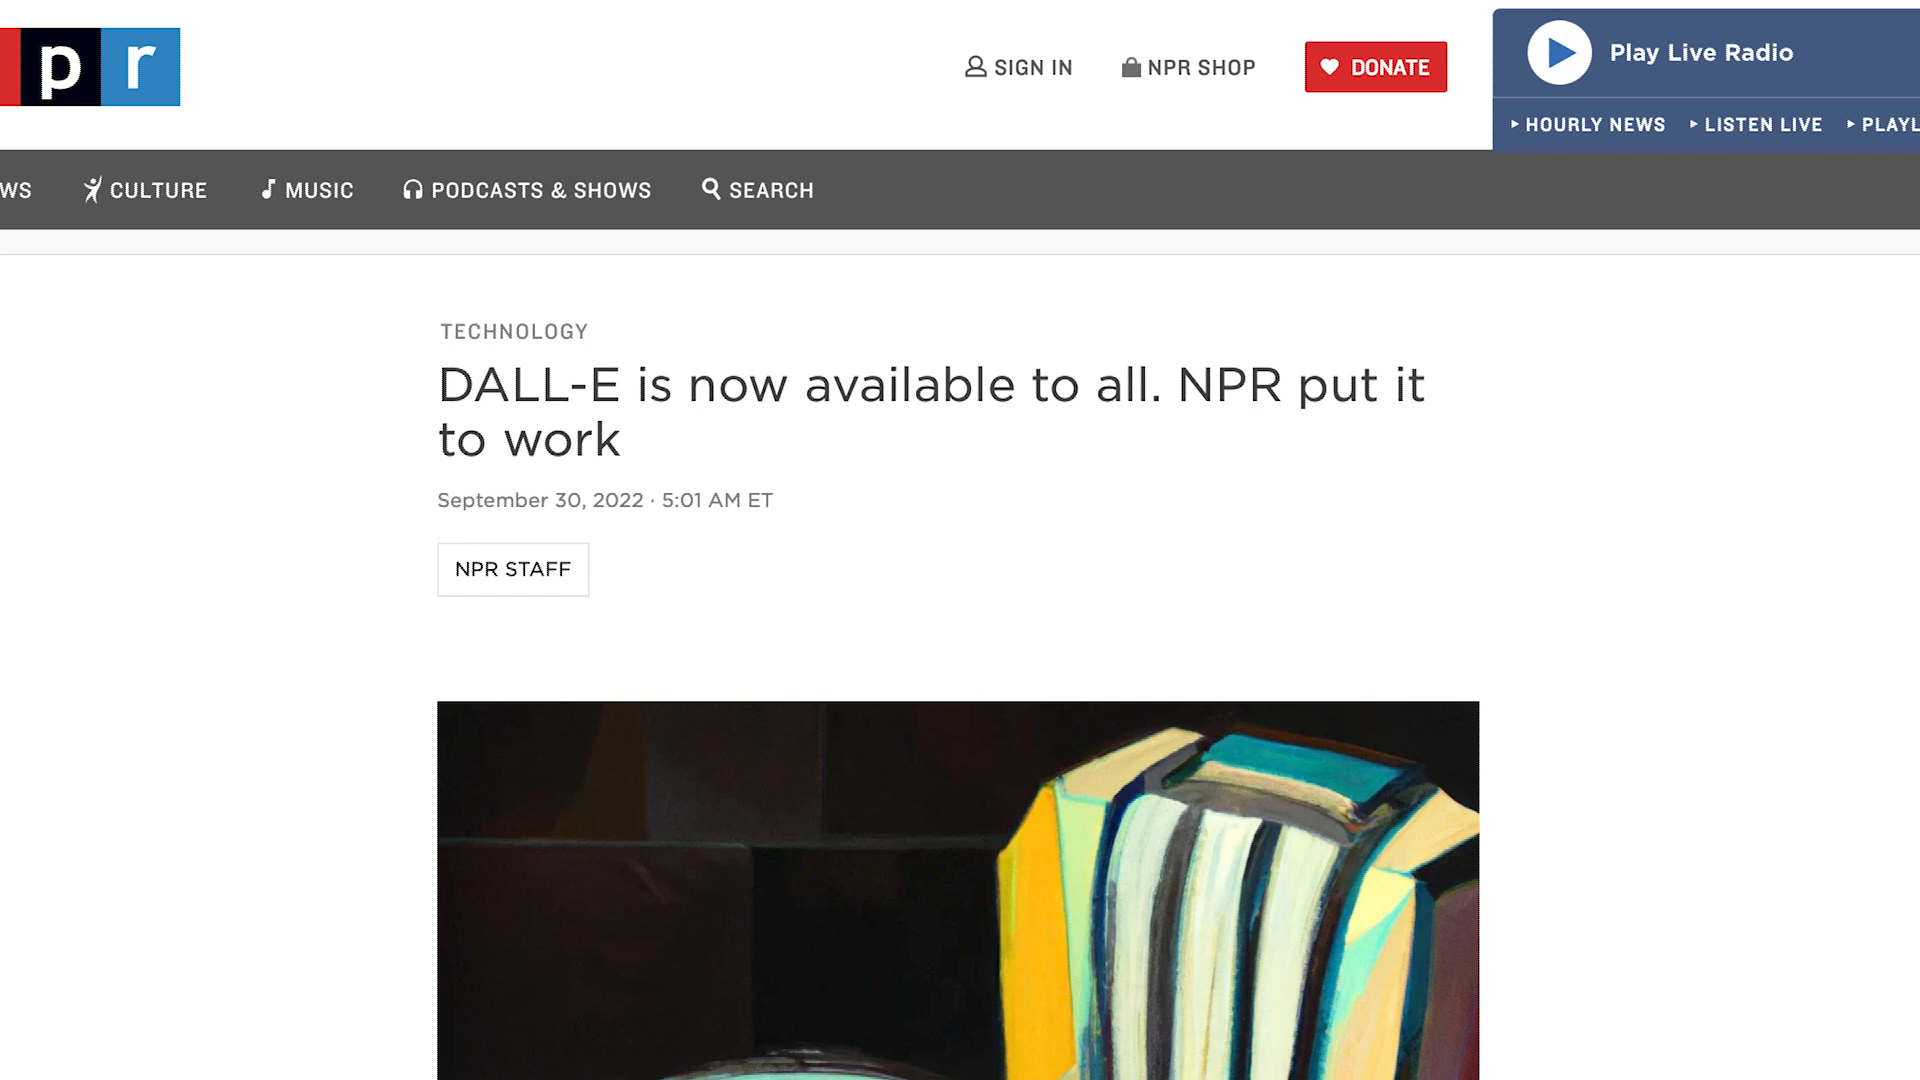 pr
SIGN IN
NPR SHOP
DONATE
Play Live Radio
HOURLY NEWS
LISTEN LIVE
PLAYL
WS
CULTURE
MUSIC
PODCASTS & SHOWS
SEARCH
TECHNOLOGY
DALL-E is now available to all. NPR put it
to work
September 30, 2022 · 5:01 AM ET
NPR STAFF